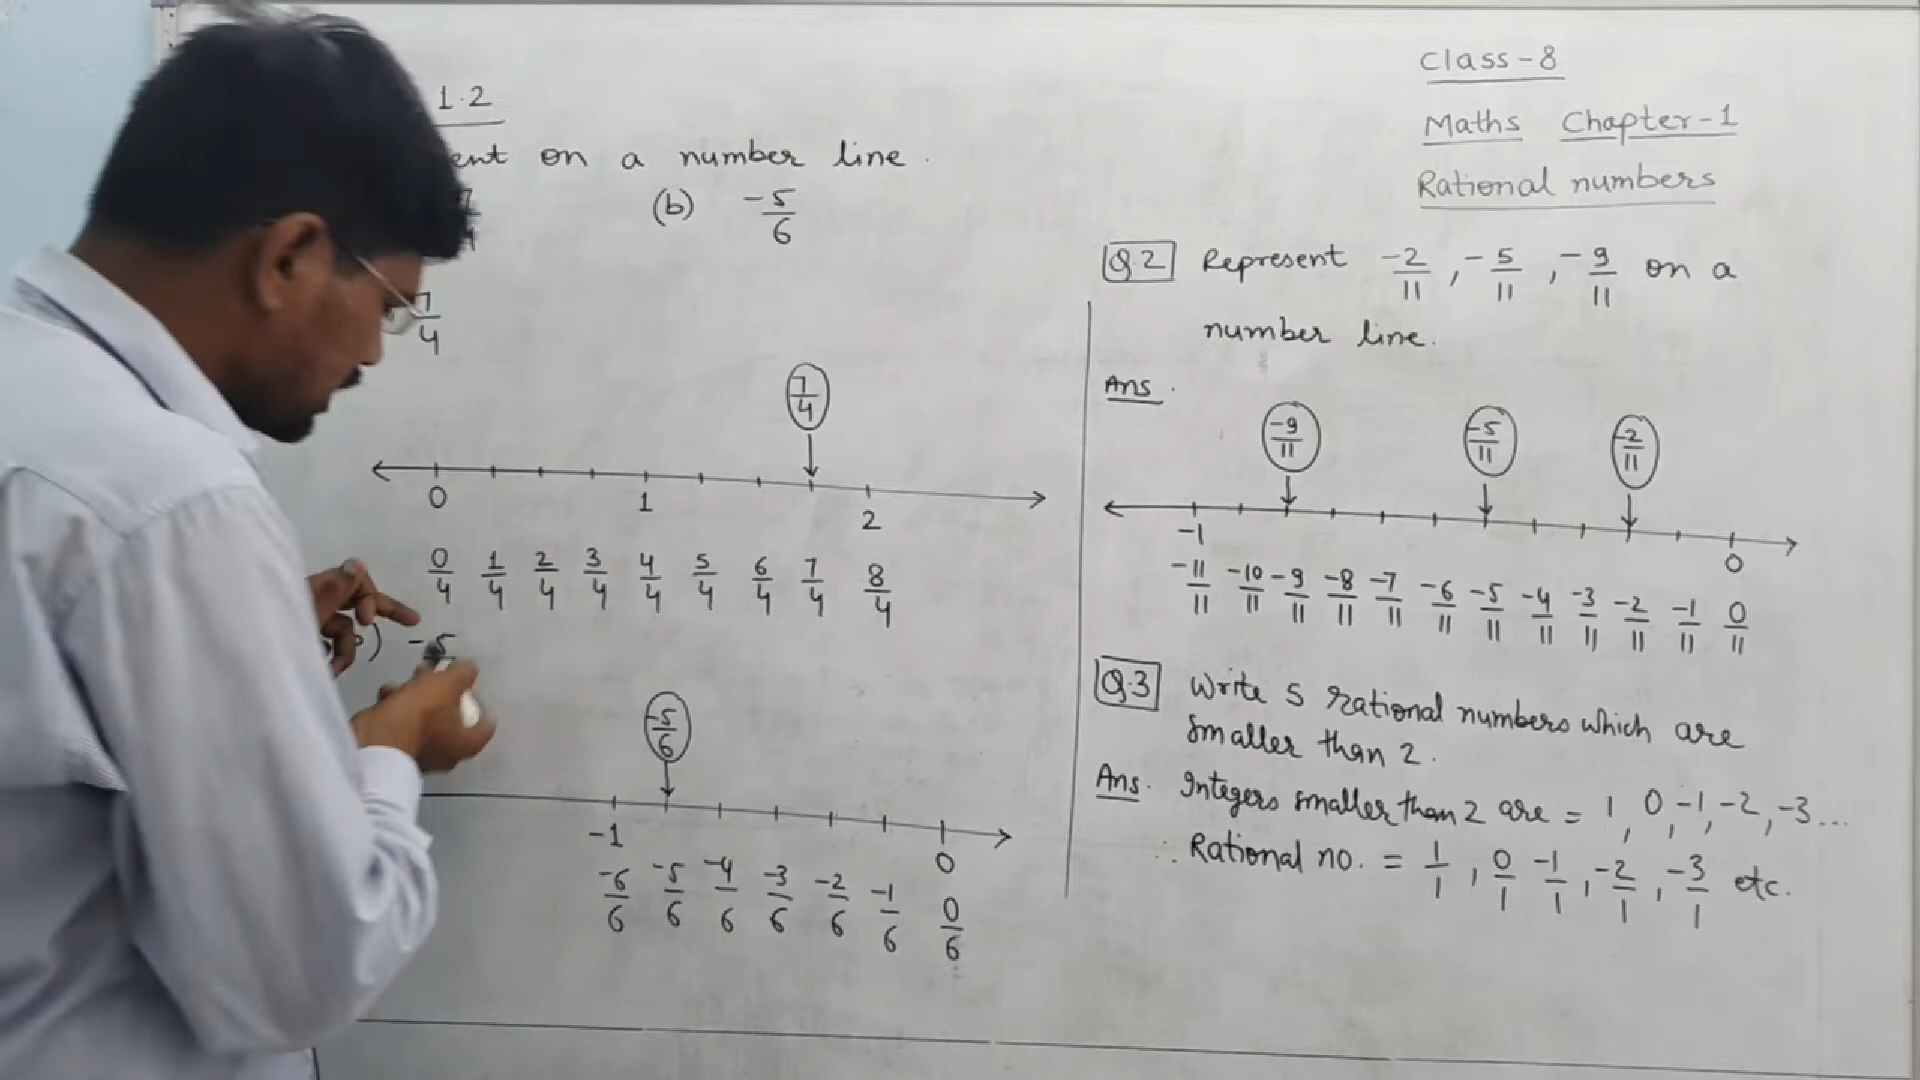 1.2
ent on a number line.
(b) -5/6
7/4
7/4
0 1 2
0/4 1/4 2/4 3/4 4/4 5/4 6/4 7/4 8/4
) -5
-5/6
-1 0
-6/6 -5/6 -4/6 -3/6 -2/6 -1/6 0/6
Class-8
Maths Chapter-1
Rational numbers
Q.2 Represent -2/11, -5/11, -9/11 on a
number line.
Ans.
-9/11 -5/11 -2/11
-1 0
-11/11 -10/11 -9/11 -8/11 -7/11 -6/11 -5/11 -4/11 -3/11 -2/11 -1/11 0/11
Q.3 Write 5 rational numbers which are
smaller than 2.
Ans. Integers smaller than 2 are = 1, 0, -1, -2, -3...
∴ Rational no. = 1/1, 0/1 -1/1, -2/1, -3/1 etc.